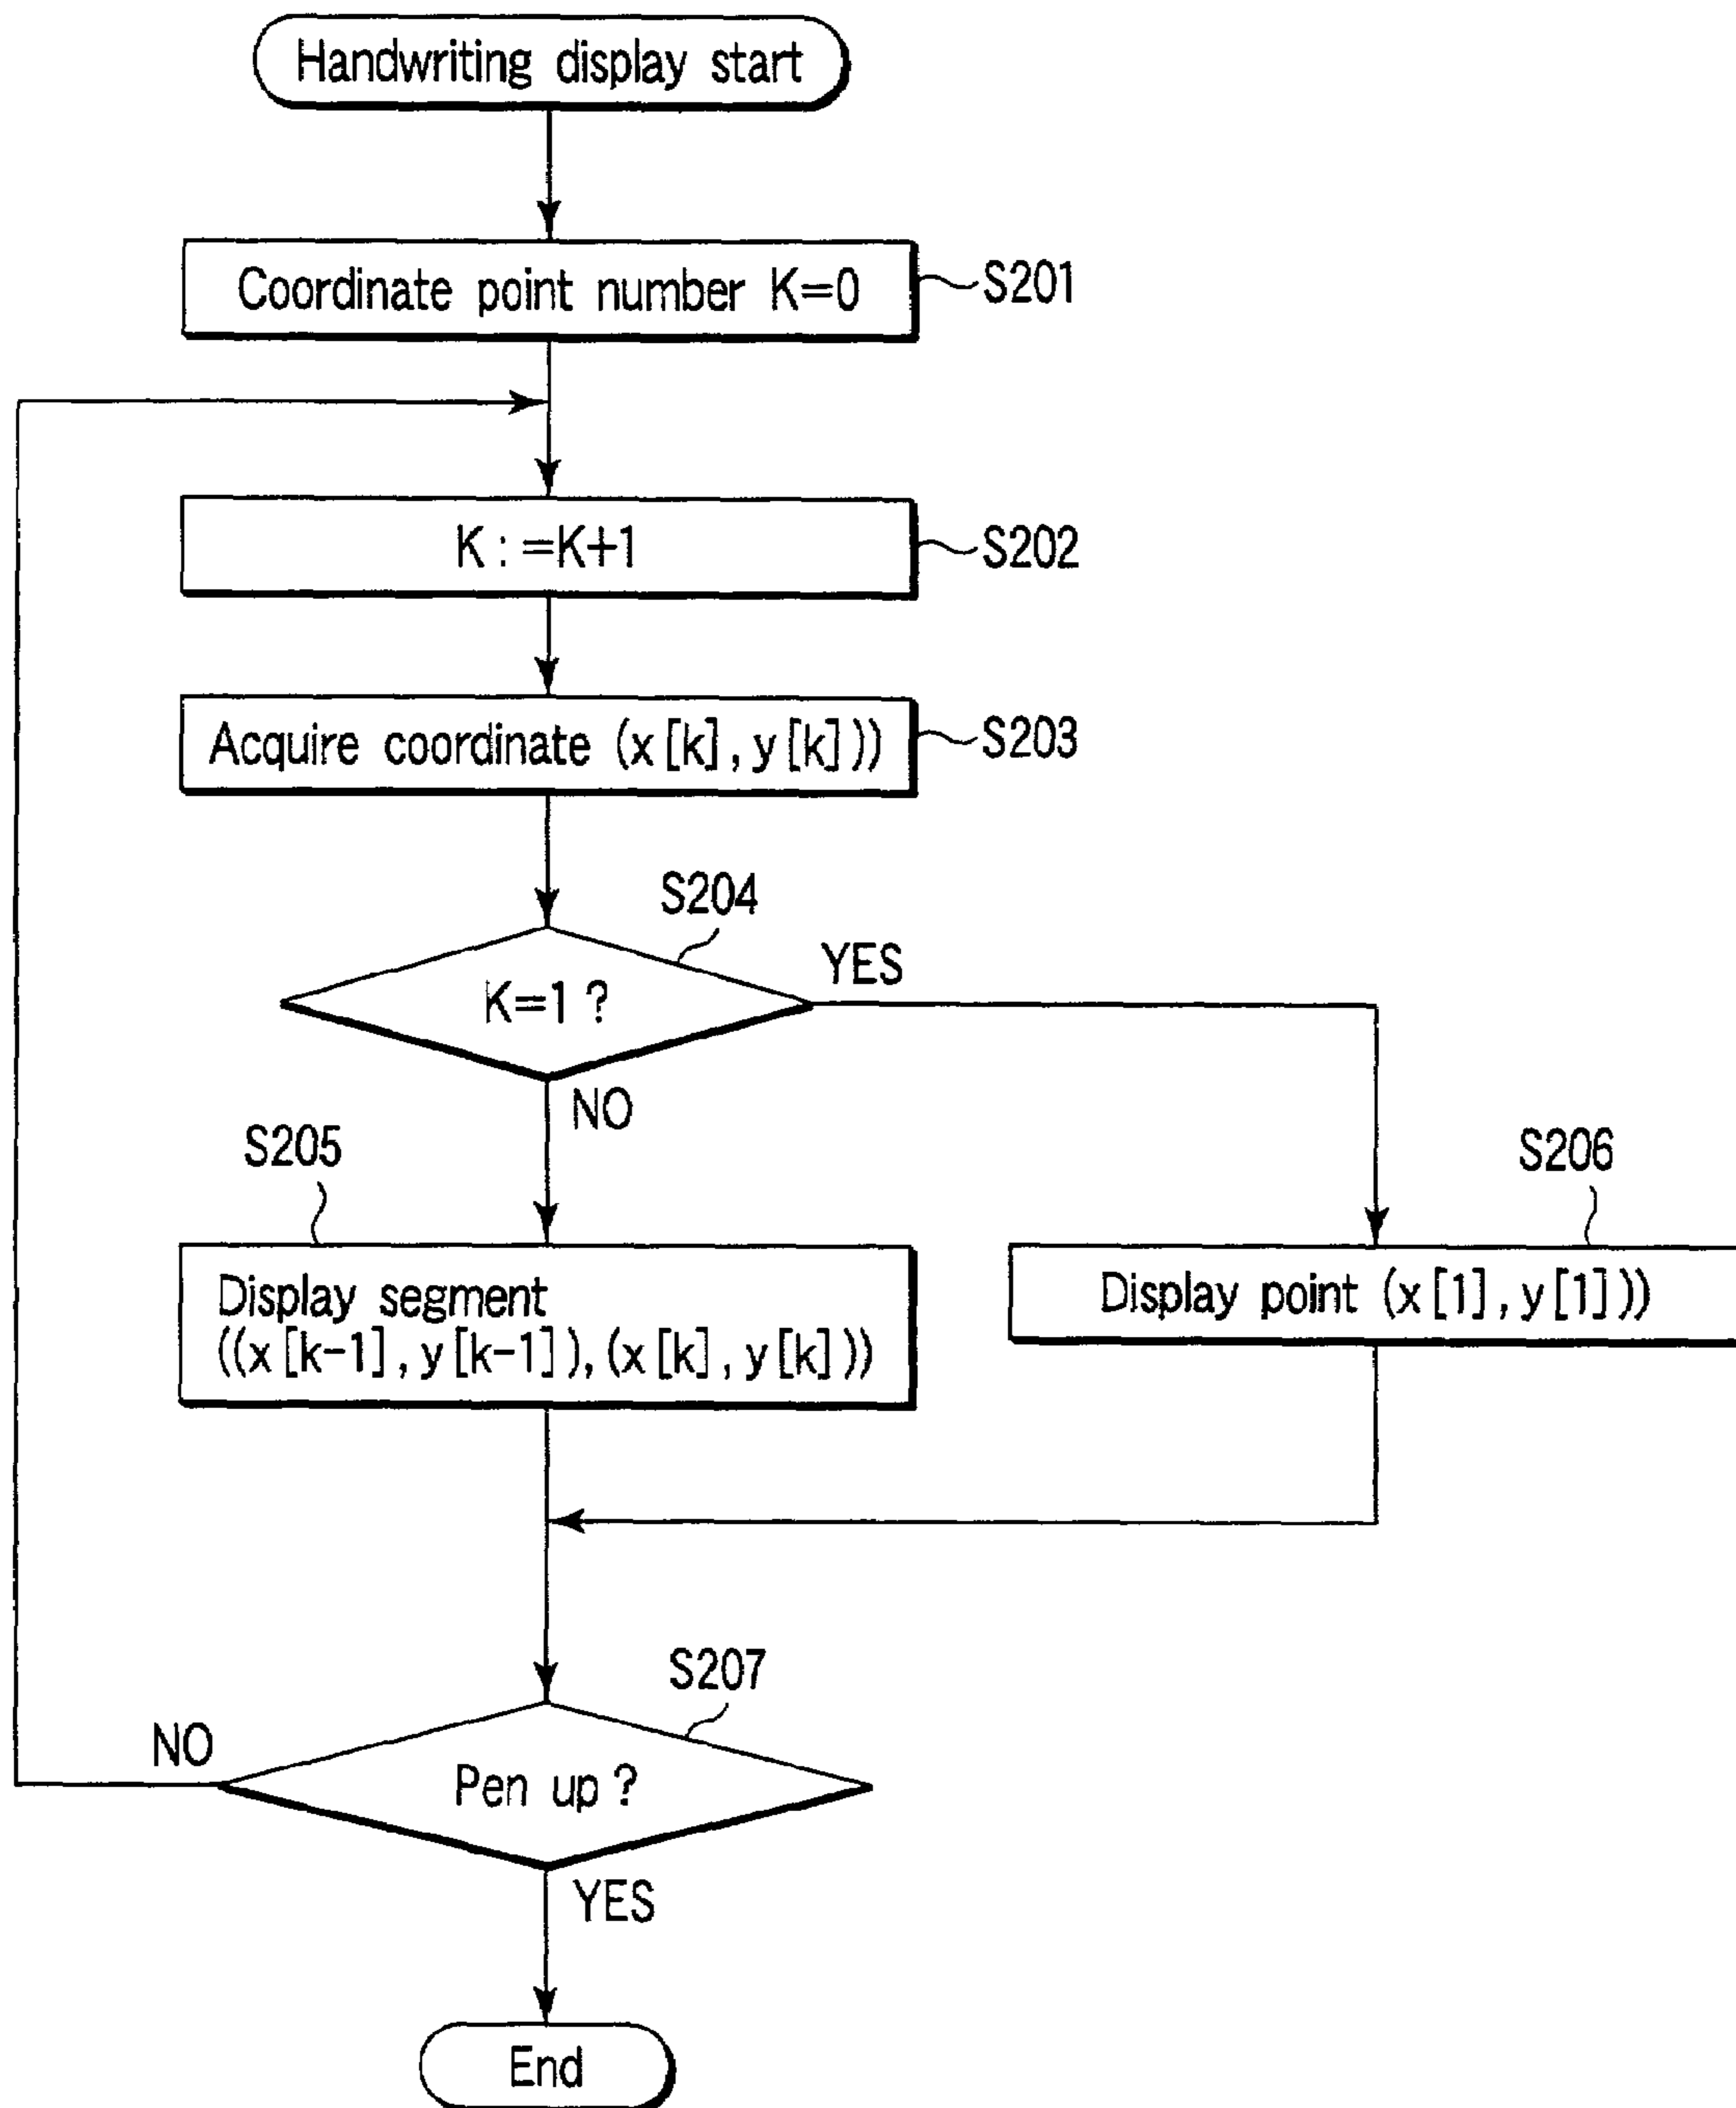 Handwriting display start
Coordinate point number K=0
S201
K:=K+1
S202
Acquire coordinate (x[k],y[k]))
S203
S204
K=1?
YES
NO
S205
S206
Display segment
((x[k-1],y[k-1]),(x[k],y[k]))
Display point (x[1],y[1]))
S207
NO
Pen up?
YES
End